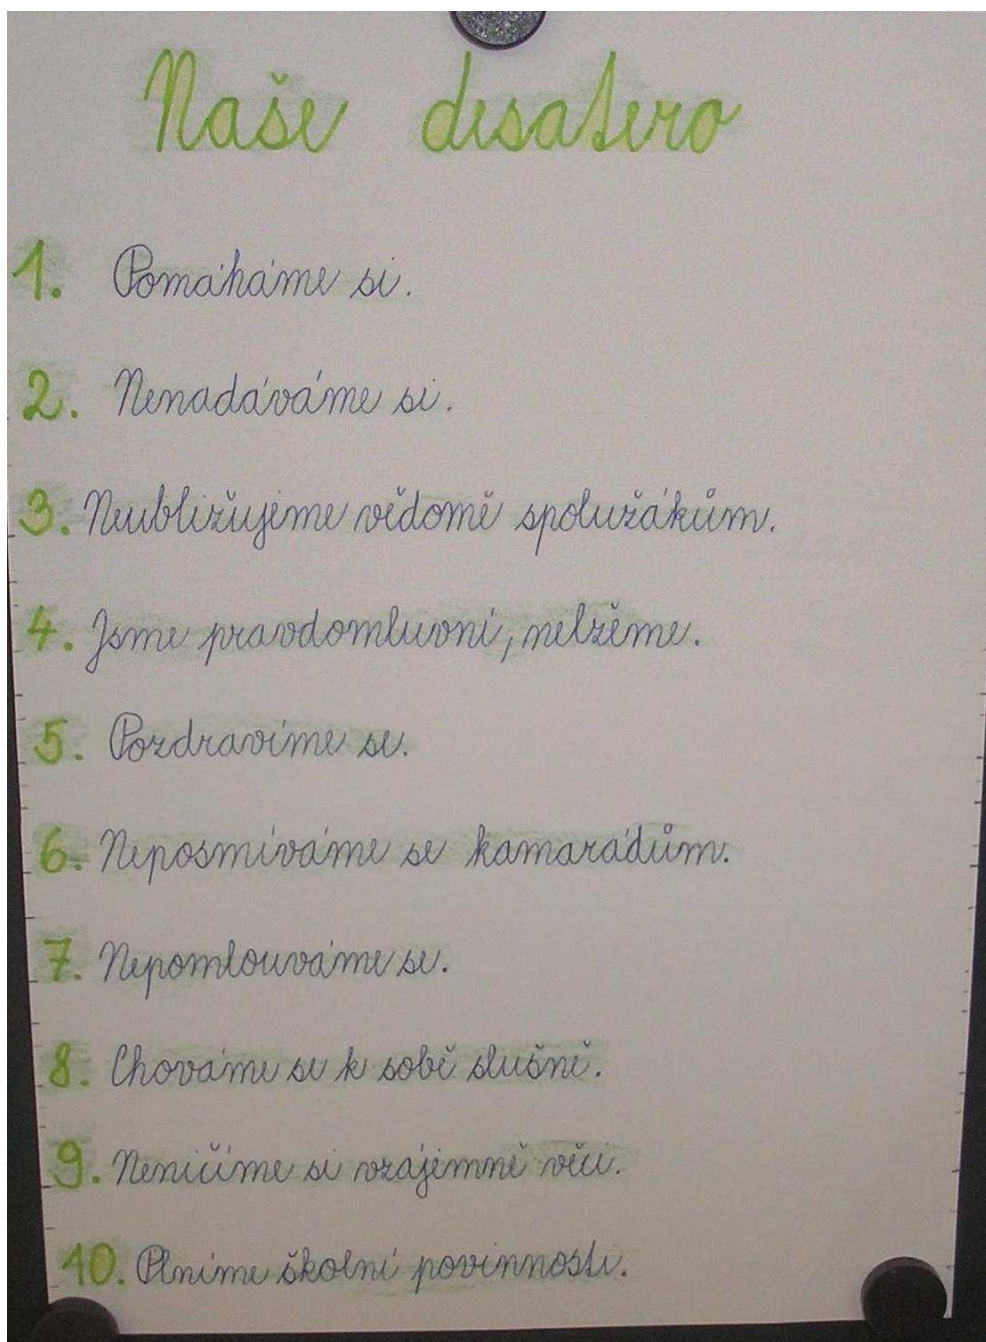 Naše desatero
1. Pomáháme si.
2. Nenadáváme si.
3. Neubližujeme vědomě spolužákům.
4. Jsme pravdomluvní, nelžeme.
5. Pozdravíme se.
6. Neposmíváme se kamarádům.
7. Nepomlouváme se.
8. Chováme se k sobě slušně.
9. Neničíme si vzájemně věci.
10. Plníme školní povinnosti.